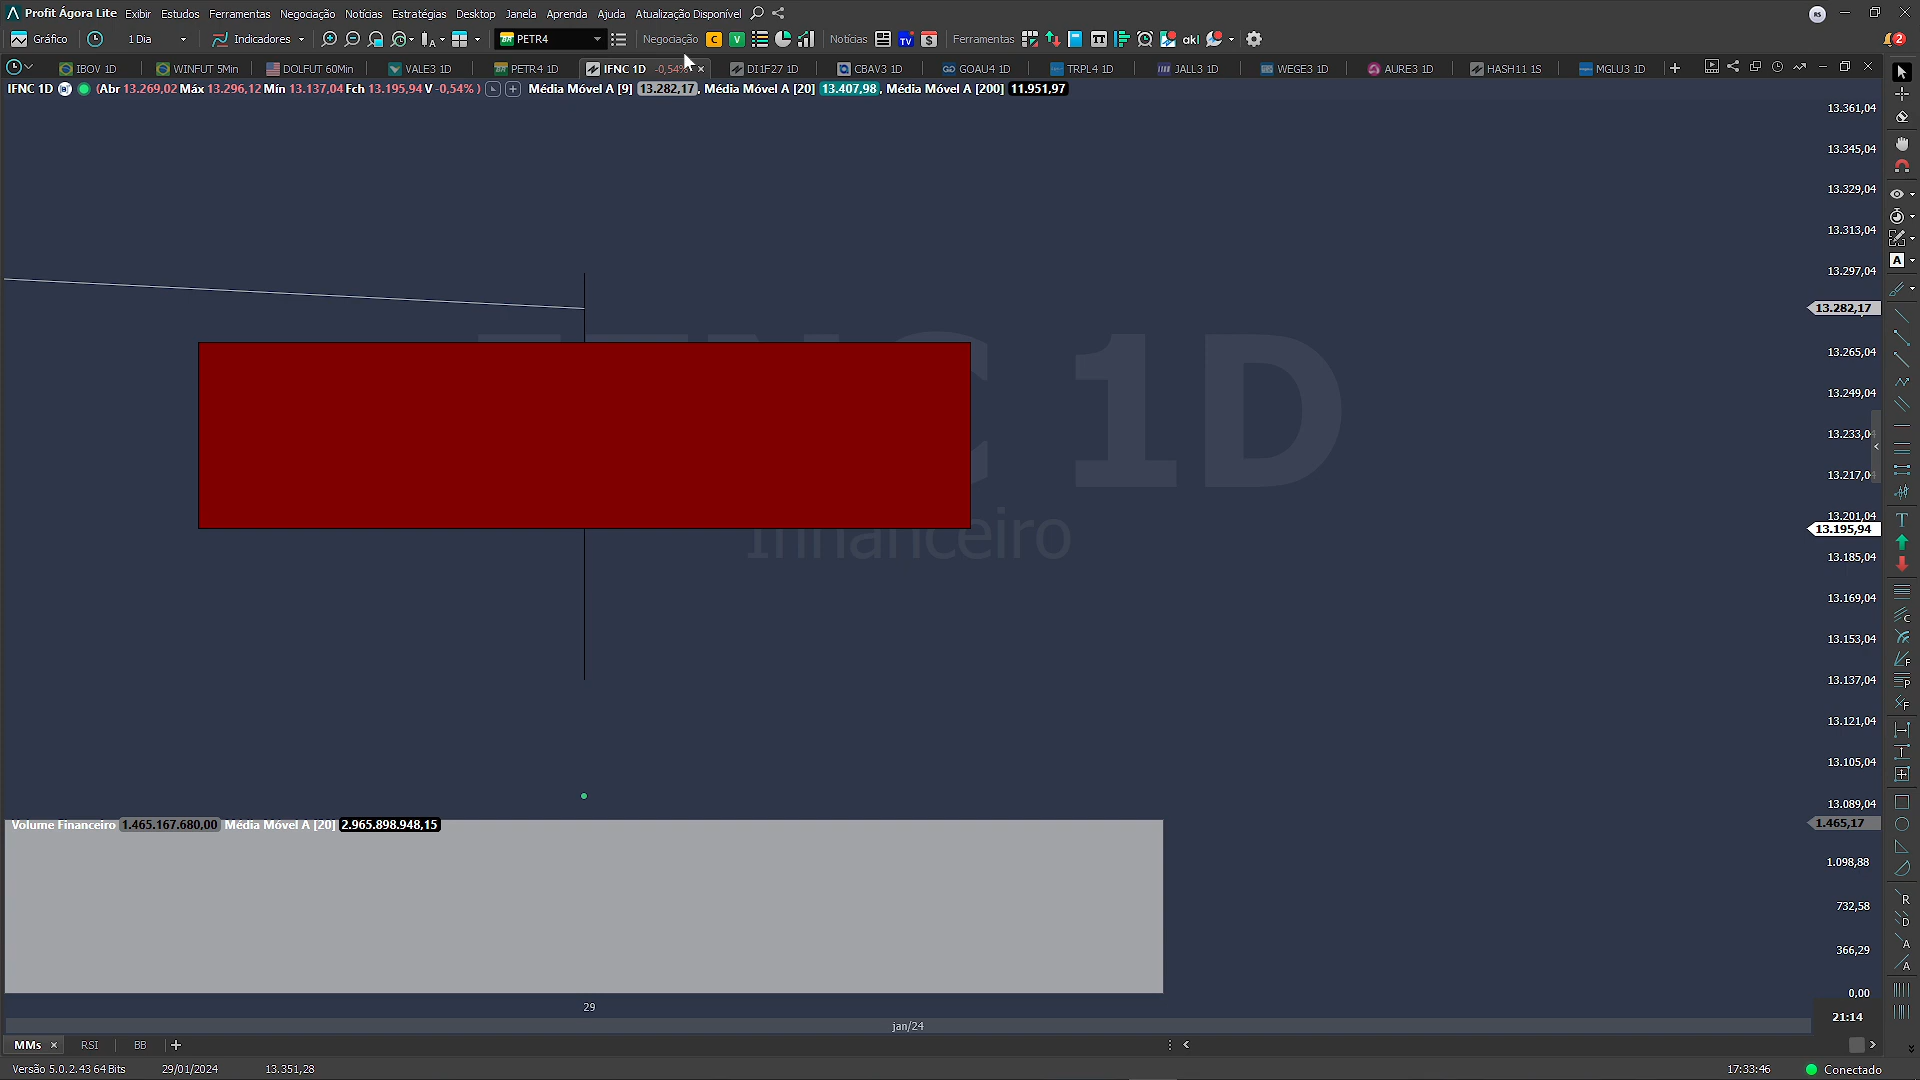 Profit Ágora Lite Exibir Estudos Ferramentas Negociação Notícias Estratégias Desktop Janela Aprenda Ajuda Atualização Disponível RS
Gráfico 1 Dia Indicadores PETR4 Negociação C V Notícias TV $ Ferramentas akl 2
IBOV 1D WINFUT 5Min DOLFUT 60Min VALE3 1D PETR4 1D IFNC 1D -0,54% DI1F27 1D CBAV3 1D GOAU4 1D TRPL4 1D JALL3 1D WEGE3 1D AURE3 1D HASH11 1S MGLU3 1D
IFNC 1D (Abr 13.269,02 Máx 13.296,12 Mín 13.137,04 Fch 13.195,94 V -0,54% ) Média Móvel A [9] 13.282,17, Média Móvel A [20] 13.407,98, Média Móvel A [200] 11.951,97
13.361,04
13.345,04
13.329,04
13.313,04
13.297,04
13.282,17
13.265,04
13.249,04
13.233,04
13.217,04
13.201,04
13.195,94
13.185,04
13.169,04
13.153,04
13.137,04
13.121,04
13.105,04
13.089,04
1D
Volume Financeiro 1.465.167.680,00 Média Móvel A [20] 2.965.898.948,15
1.465,17
1.098,88
732,58
366,29
0,00
29
jan/24
21:14
MMs RSI BB
Versão 5.0.2.43 64 Bits 29/01/2024 13.351,28 17:33:46 Conectado